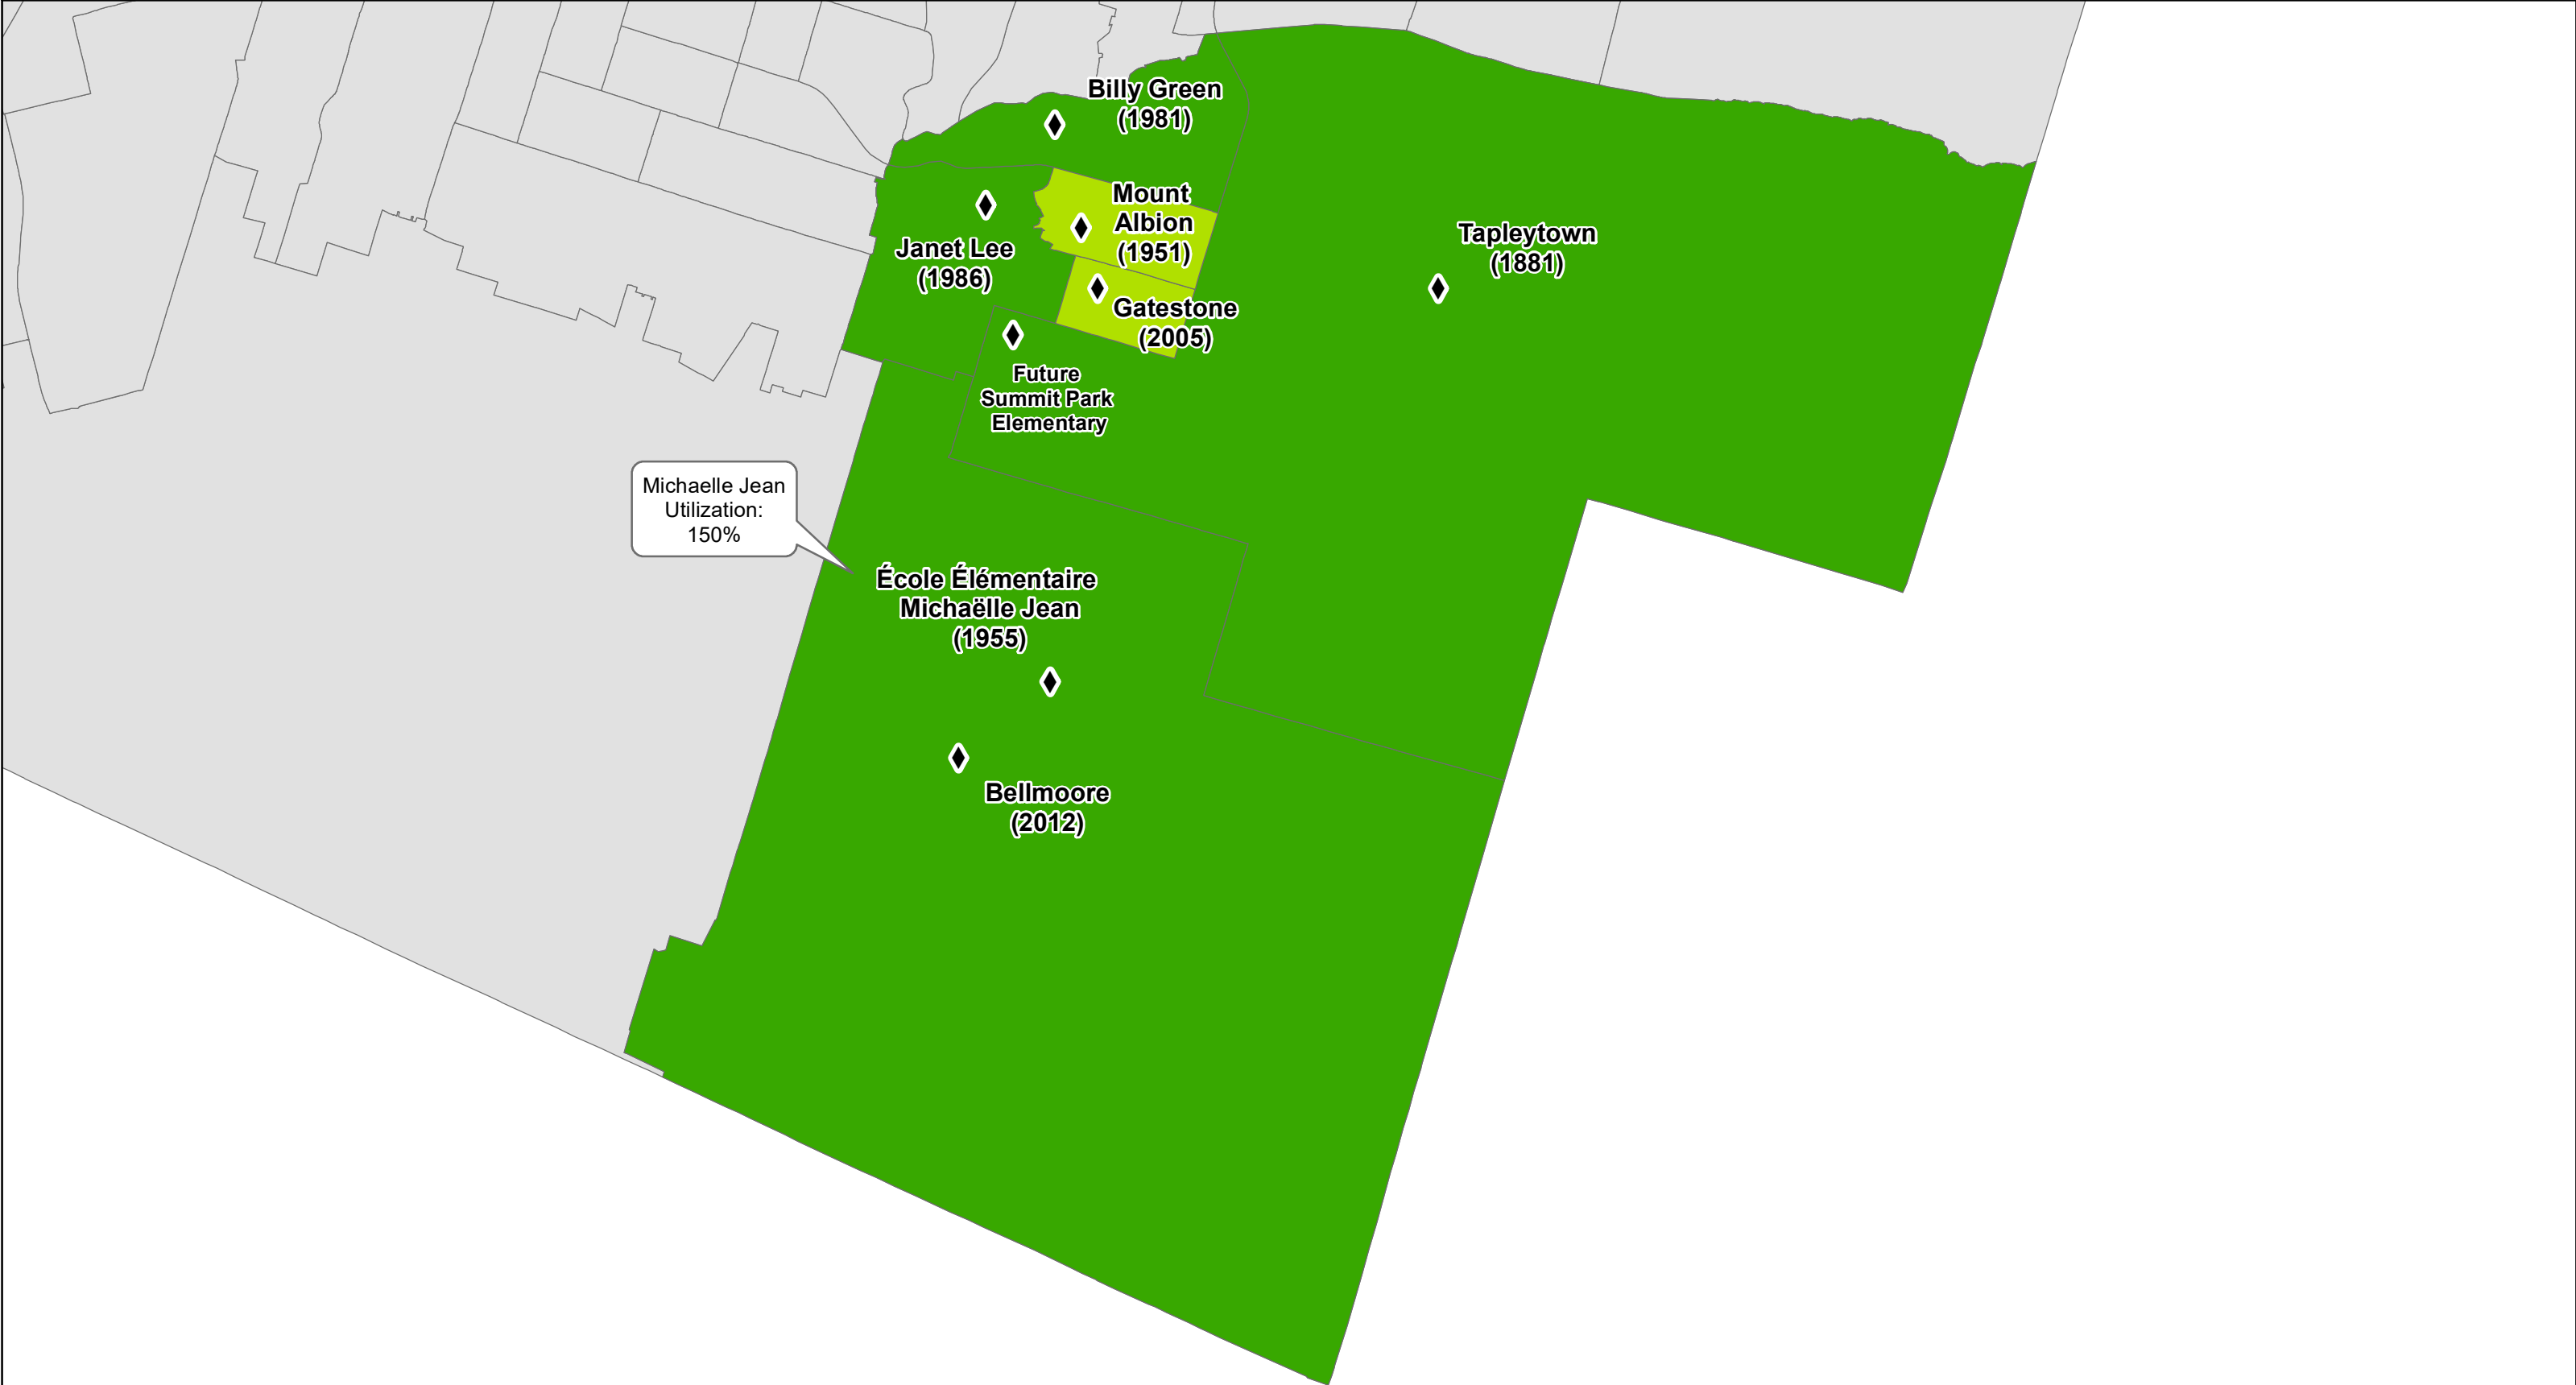 Billy Green
(1981)
Mount
Albion
(1951)
Janet Lee
(1986)
Tapleytown
(1881)
Gatestone
(2005)
Future
Summit Park
Elementary
Michaelle Jean
Utilization:
150%
École Élémentaire
Michaëlle Jean
(1955)
Bellmoore
(2012)